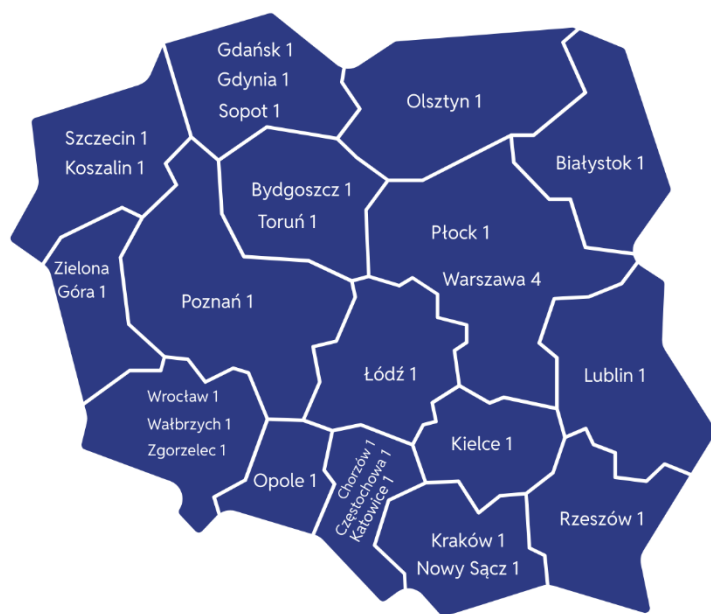 Gdańsk 1
Gdynia 1
Sopot 1
Olsztyn 1
Szczecin 1
Koszalin 1
Białystok 1
Bydgoszcz 1
Toruń 1
Płock 1
Warszawa 4
Zielona
Góra 1
Poznań 1
Łódź 1
Lublin 1
Wrocław 1
Wałbrzych 1
Zgorzelec 1
Opole 1
Chorzów 1
Częstochowa 1
Katowice 1
Kielce 1
Rzeszów 1
Kraków 1
Nowy Sącz 1